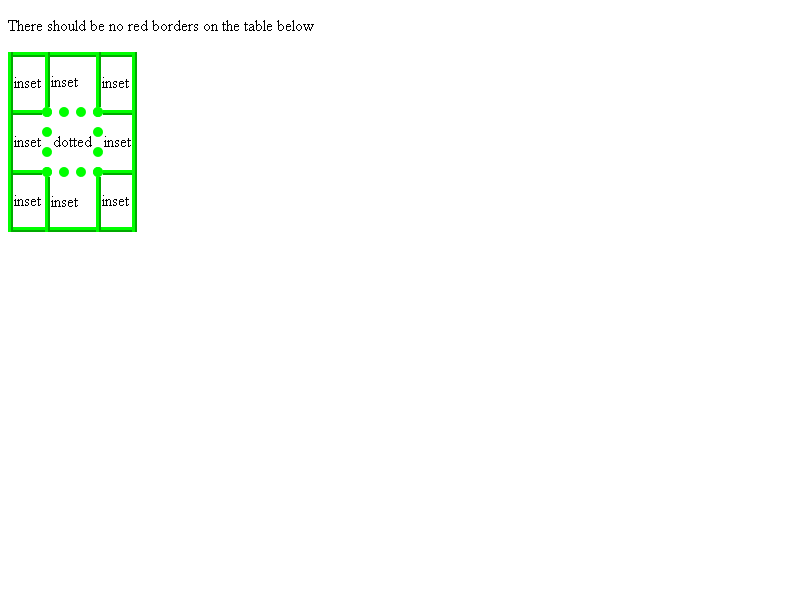 There should be no red borders on the table below
inset inset inset
inset dotted inset
inset inset inset